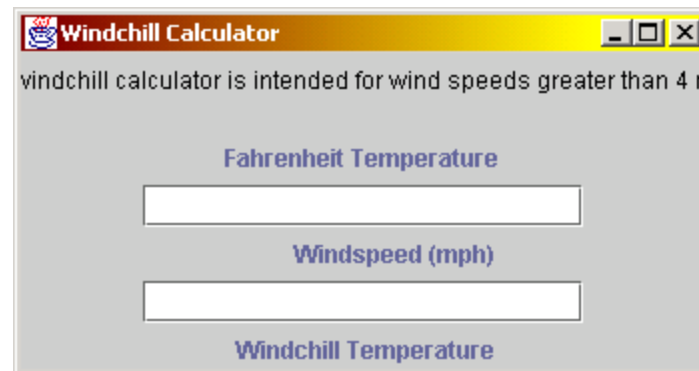 Windchill Calculator
vindchill calculator is intended for wind speeds greater than 4
Fahrenheit Temperature
Windspeed (mph)
Windchill Temperature